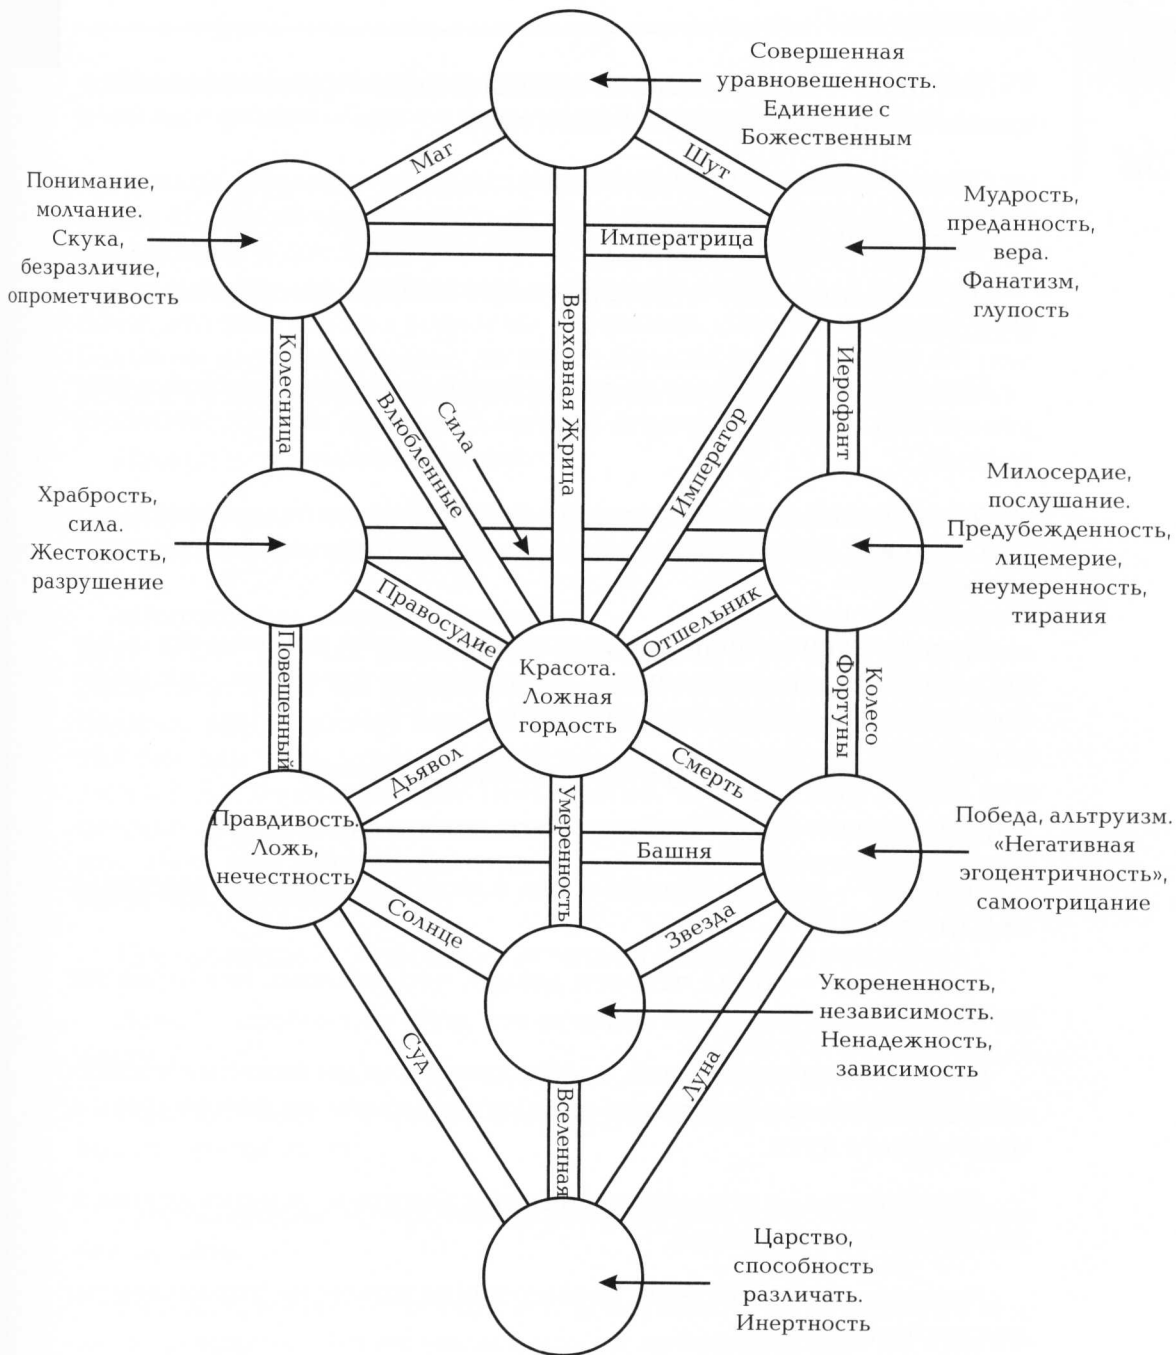 Совершенная
уравновешенность.
Единение с
Божественным
Маг
Шут
Понимание,
молчание.
Скука,
безразличие,
опрометчивость
Императрица
Мудрость,
преданность,
вера.
Фанатизм,
глупость
Колесница
Влюбленные
Сила
Верховная Жрица
Император
Иерофант
Храбрость,
сила.
Жестокость,
разрушение
Милосердие,
послушание.
Предубежденность,
лицемерие,
неумеренность,
тирания
Правосудие
Отшельник
Красота.
Ложная
гордость
Повешенный
Колесо
Фортуны
Дьявол
Смерть
Умеренность
Правдивость.
Ложь,
нечестность
Башня
Победа, альтруизм.
«Негативная
эгоцентричность»,
самоотрицание
Солнце
Звезда
Укорененность,
независимость.
Ненадежность,
зависимость
Суд
Луна
Вселенная
Царство,
способность
различать.
Инертность